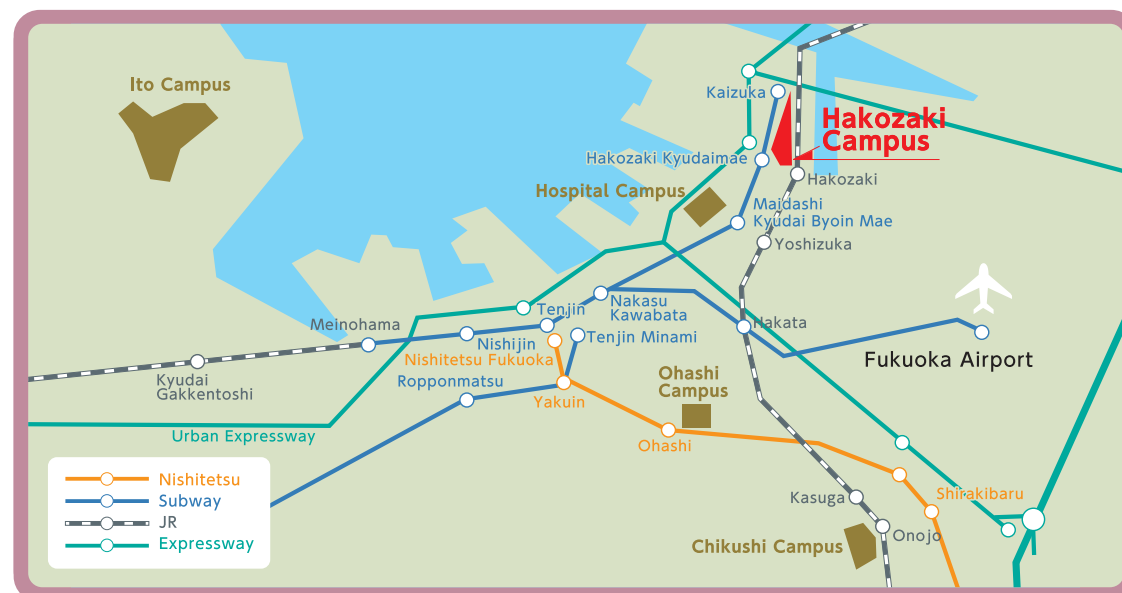 Ito Campus
Kaizuka
Hakozaki
Campus
Hakozaki Kyudaimae
Hakozaki
Hospital Campus
Maidashi
Kyudai Byoin Mae
Yoshizuka
Nakasu
Kawabata
Tenjin
Meinohama
Hakata
Nishijin
Tenjin Minami
Nishitetsu Fukuoka
Fukuoka Airport
Kyudai
Gakkentoshi
Ropponmatsu
Ohashi
Campus
Yakuin
Urban Expressway
Ohashi
Nishitetsu
Subway
JR
Expressway
Kasuga
Shirakibaru
Onojo
Chikushi Campus